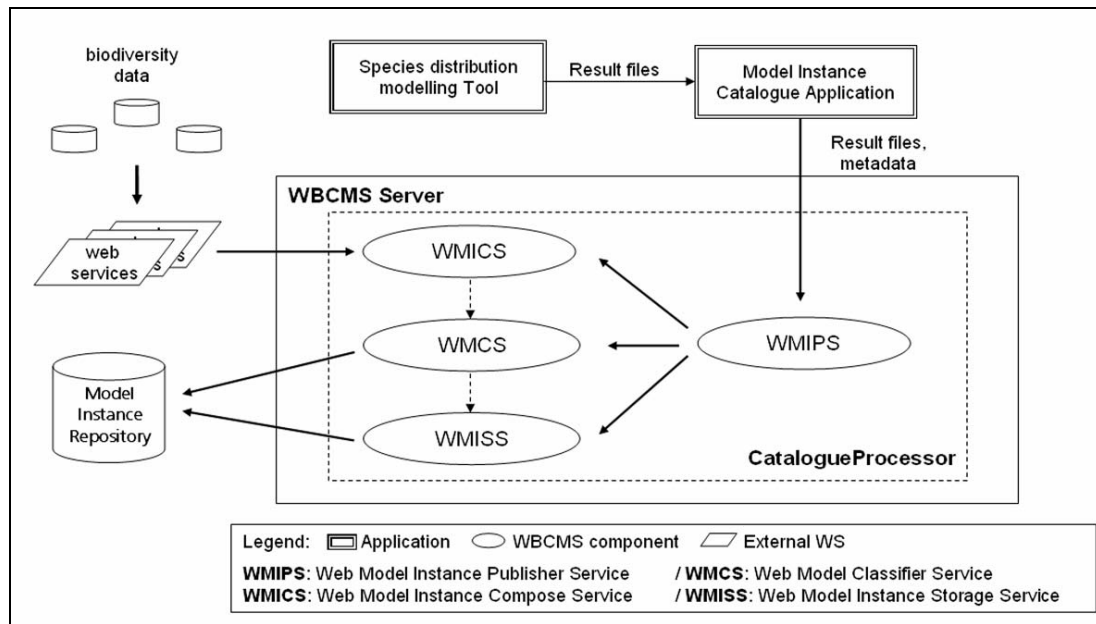 biodiversity
data
Species distribution
modelling Tool
Result files
Model Instance
Catalogue Application
Result files,
metadata
WBCMS Server
web
services
s
s
WMICS
WMCS
WMIPS
WMISS
Model
Instance
Repository
CatalogueProcessor
Legend: Application WBCMS component External WS
WMIPS: Web Model Instance Publisher Service / WMCS: Web Model Classifier Service
WMICS: Web Model Instance Compose Service / WMISS: Web Model Instance Storage Service